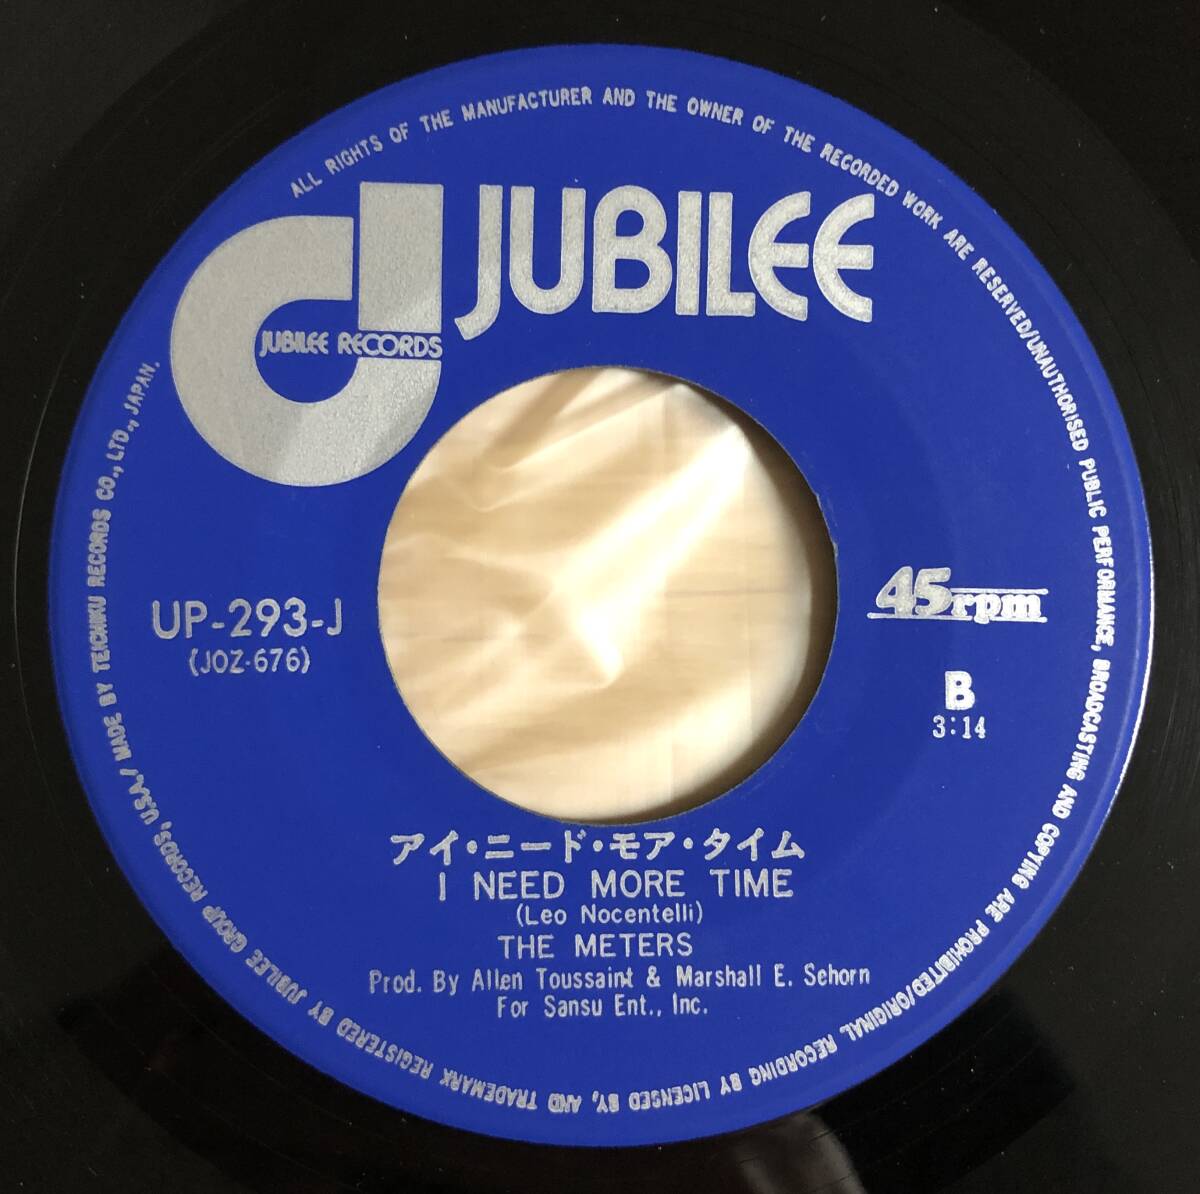 ALL RIGHTS OF THE MANUFACTURER AND THE OWNER OF THE RECORDED WORK ARE RESERVED/UNAUTHORISED PUBLIC PERFORMANCE, BROADCASTING AND COPYING ARE PROHIBITED/ORIGINAL RECORDING BY LICENSED BY, AND TRADEMARK REGISTERED BY JUBILEE GROUP RECORDS, U.S.A./MADE BY TEICHIKU RECORDS CO., LTD., JAPAN.
JUBILEE
JUBILEE RECORDS
45rpm
UP-293-J
(JOZ-676)
B
3:14
アイ・ニード・モア・タイム
I NEED MORE TIME
(Leo Nocentelli)
THE METERS
Prod. By Allen Toussaint & Marshall E. Sehorn
For Sansu Ent., Inc.